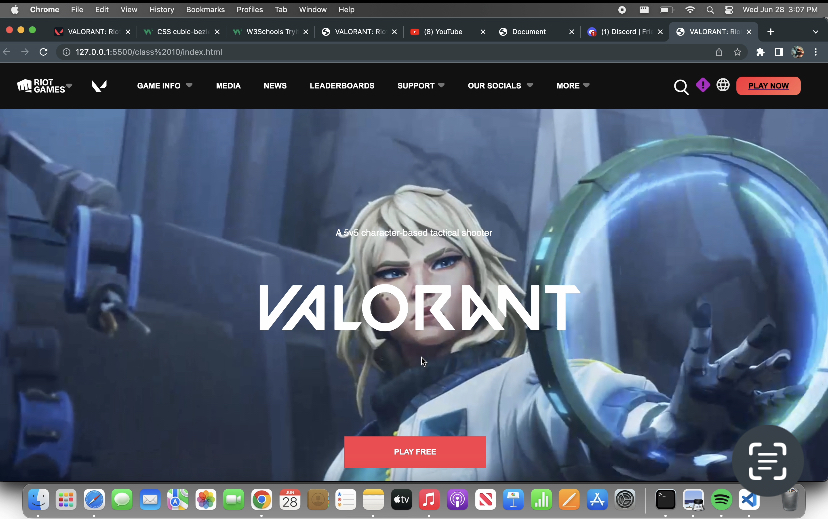 Chrome File Edit View History Bookmarks Profiles Tab Window Help Wed Jun 28 3:07 PM
VALORANT: Rio CSS cubic-bezi W3Schools Tryi VALORANT: Rio (8) YouTube Document (1) Discord | Frie VALORANT: Rio
127.0.0.1:5500/class%2010/index.html
RIOT GAMES GAME INFO MEDIA NEWS LEADERBOARDS SUPPORT OUR SOCIALS MORE PLAY NOW
A 5v5 character-based tactical shooter
VALORANT
PLAY FREE
JUN
28
tv